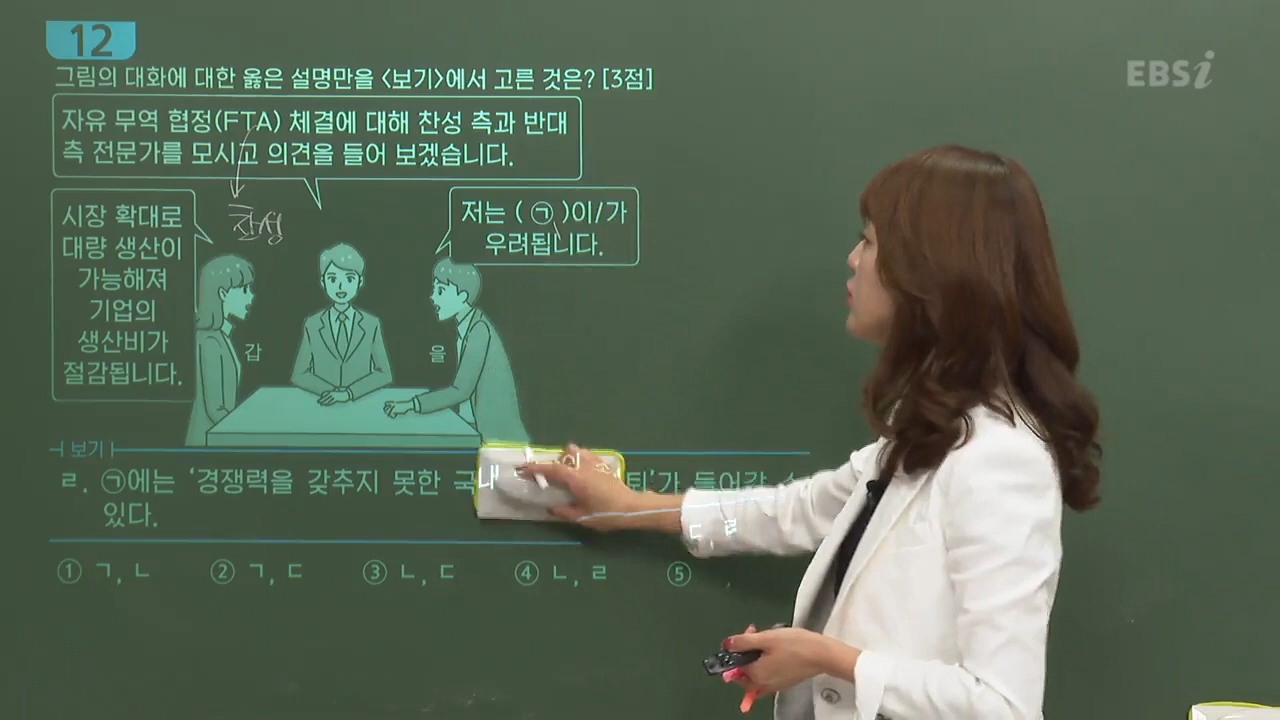 12
EBSi
그림의 대화에 대한 옳은 설명만을 <보기>에서 고른 것은? [3점]
자유 무역 협정(FTA) 체결에 대해 찬성 측과 반대
측 전문가를 모시고 의견을 들어 보겠습니다.
찬성
시장 확대로
대량 생산이
가능해져
기업의
생산비가
절감됩니다.
저는 ( ㉠ )이/가
우려됩니다.
갑
을
보기
ㄹ. ㉠에는 '경쟁력을 갖추지 못한 국내 퇴'가 들어갈
있다.
① ㄱ, ㄴ
② ㄱ, ㄷ
③ ㄴ, ㄷ
④ ㄴ, ㄹ
⑤ ㄷ, ㄹ